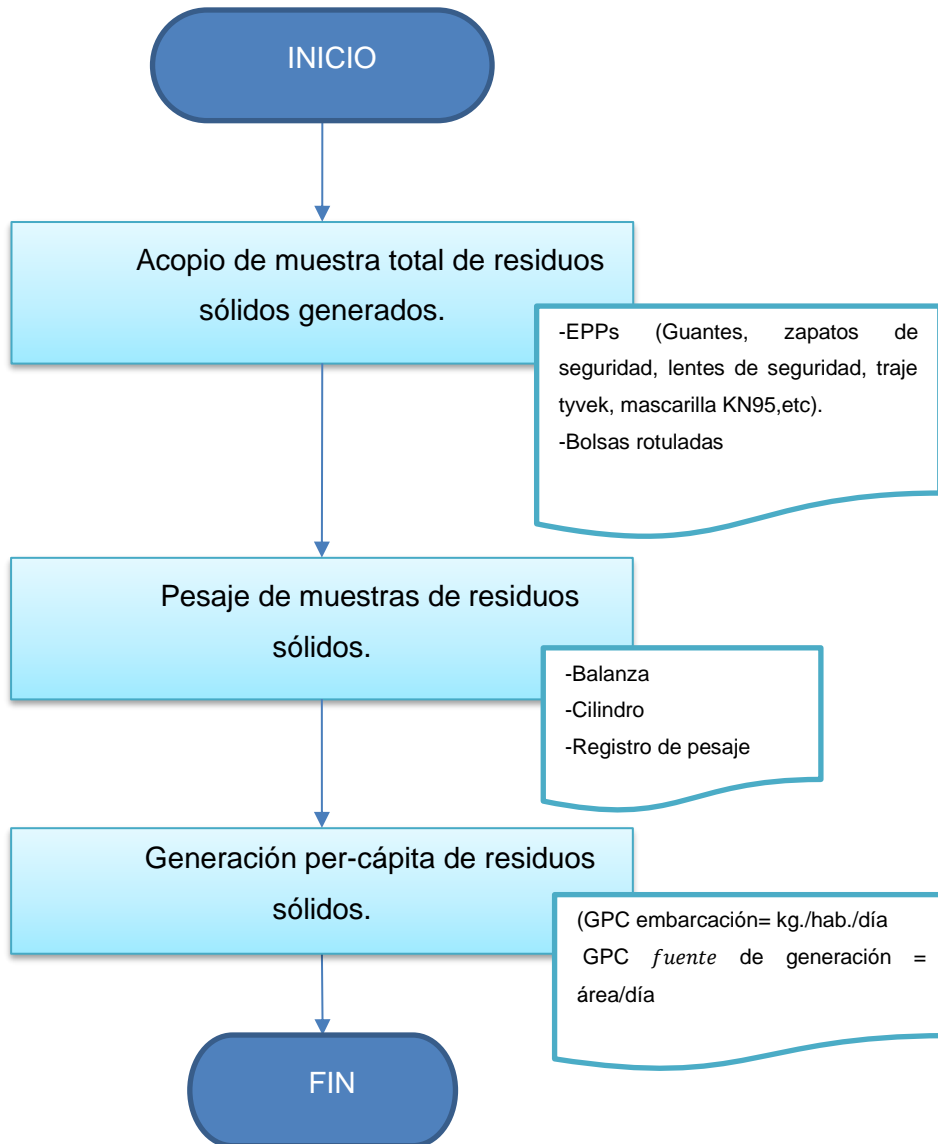 INICIO
Acopio de muestra total de residuos
sólidos generados.
-EPPs (Guantes, zapatos de
seguridad, lentes de seguridad, traje
tyvek, mascarilla KN95,etc).
-Bolsas rotuladas
Pesaje de muestras de residuos
sólidos.
-Balanza
-Cilindro
-Registro de pesaje
Generación per-cápita de residuos
sólidos.
(GPC embarcación= kg./hab./día
GPC fuente de generación =
área/día
FIN